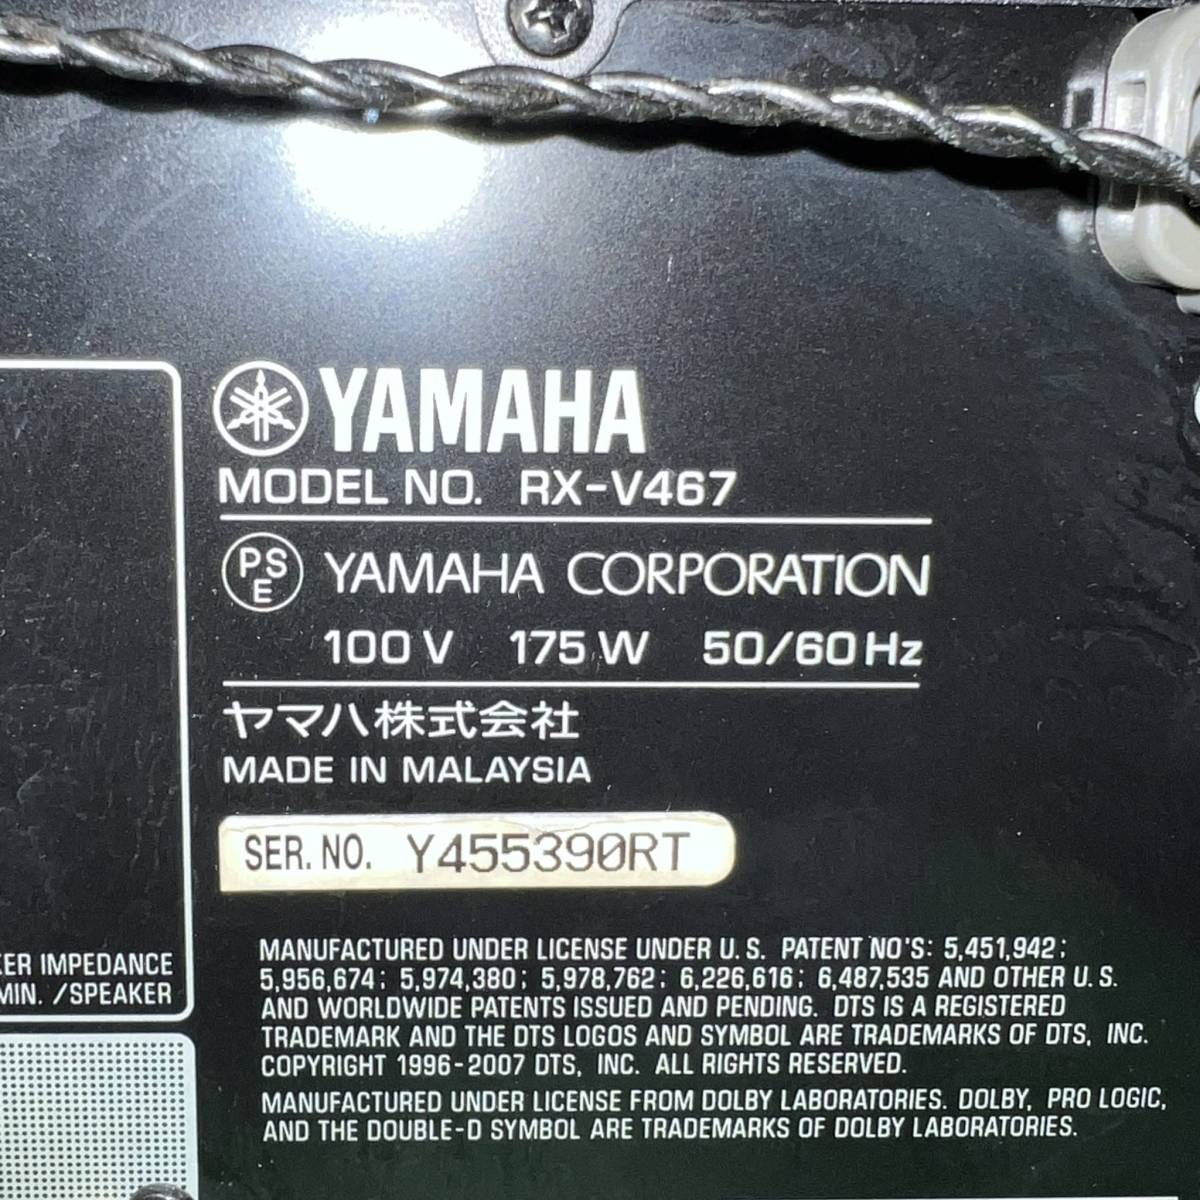 YAMAHA
MODEL NO. RX-V467
PSE YAMAHA CORPORATION
100 V 175 W 50/60 Hz
ヤマハ株式会社
MADE IN MALAYSIA
SER. NO. Y455390RT
IMPEDANCE
MIN. /SPEAKER
MANUFACTURED UNDER LICENSE UNDER U.S. PATENT NO'S: 5,451,942;
5,956,674; 5,974,380; 5,978,762; 6,226,616; 6,487,535 AND OTHER U.S.
AND WORLDWIDE PATENTS ISSUED AND PENDING. DTS IS A REGISTERED
TRADEMARK AND THE DTS LOGOS AND SYMBOL ARE TRADEMARKS OF DTS, INC.
COPYRIGHT 1996-2007 DTS, INC. ALL RIGHTS RESERVED.
MANUFACTURED UNDER LICENSE FROM DOLBY LABORATORIES. DOLBY, PRO LOGIC,
AND THE DOUBLE-D SYMBOL ARE TRADEMARKS OF DOLBY LABORATORIES.